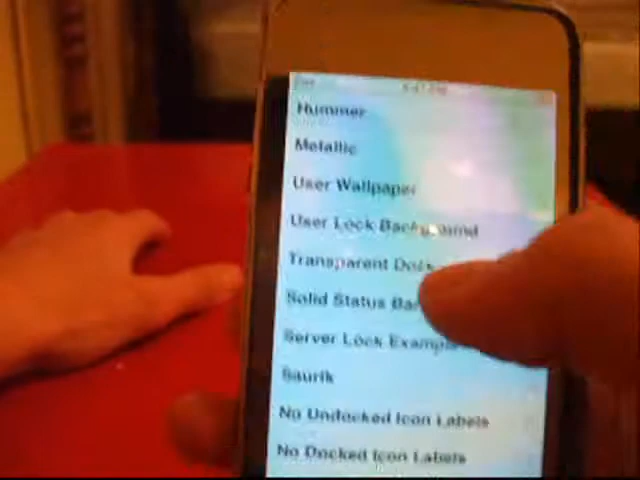 Hummer
Metallic
User Wallpaper
User Lock Background
Transparent Dock
Solid Status Bar
Server Lock Example
Saurik
No Undocked Icon Labels
No Docked Icon Labels